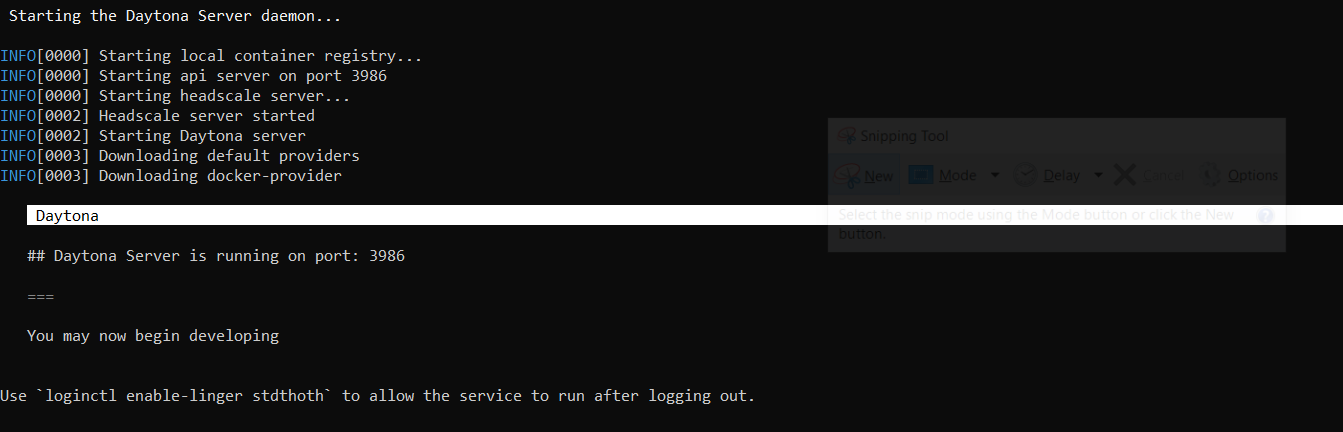 Starting the Daytona Server daemon...
INFO[0000] Starting local container registry...
INFO[0000] Starting api server on port 3986
INFO[0000] Starting headscale server...
INFO[0002] Headscale server started
INFO[0002] Starting Daytona server
INFO[0003] Downloading default providers
INFO[0003] Downloading docker-provider
Snipping Tool
New Mode Delay Cancel Options
Daytona
Select the snip mode using the Mode button or click the New
button.
## Daytona Server is running on port: 3986
===
You may now begin developing
Use `loginctl enable-linger stdthoth` to allow the service to run after logging out.